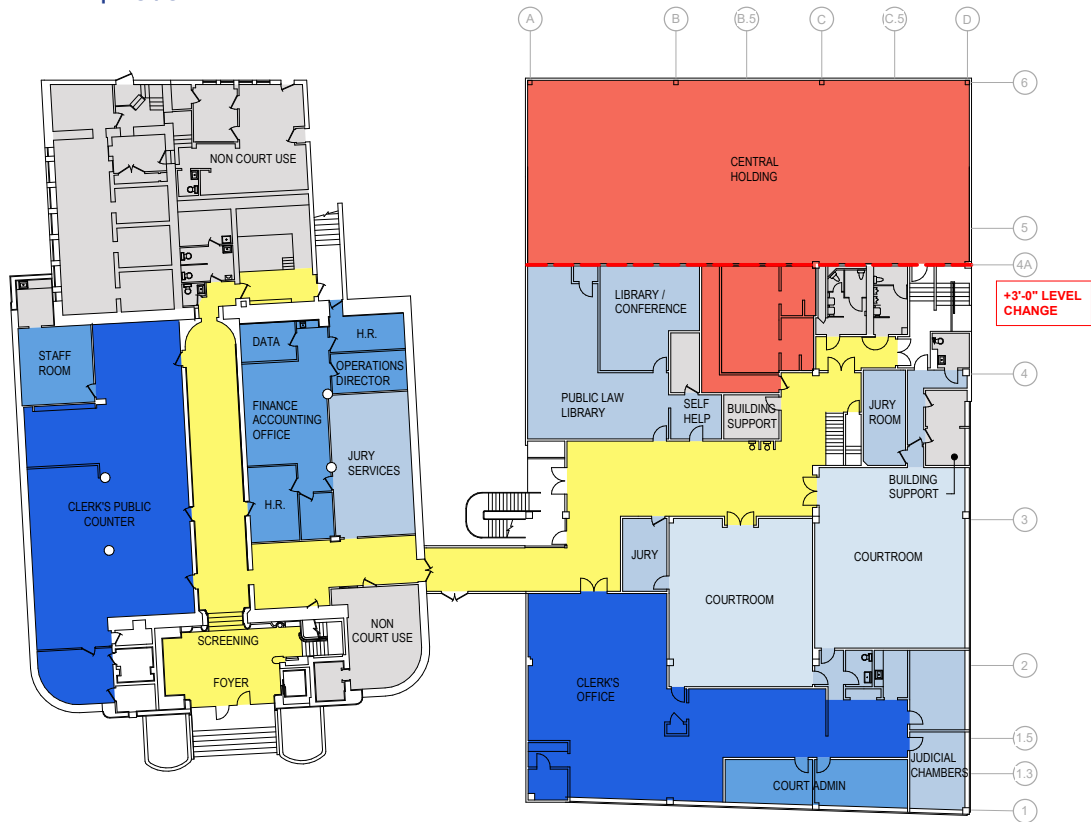 A
B
B.5
C
C.5
D
6
NON COURT USE
CENTRAL
HOLDING
5
4A
+3'-0" LEVEL
CHANGE
LIBRARY /
CONFERENCE
H.R.
DATA
STAFF
ROOM
OPERATIONS
DIRECTOR
4
PUBLIC LAW
LIBRARY
SELF
HELP
BUILDING
SUPPORT
JURY
ROOM
FINANCE
ACCOUNTING
OFFICE
JURY
SERVICES
BUILDING
SUPPORT
H.R.
CLERK'S PUBLIC
COUNTER
3
JURY
COURTROOM
COURTROOM
NON
COURT USE
SCREENING
FOYER
2
CLERK'S
OFFICE
1.5
JUDICIAL
CHAMBERS
1.3
COURT ADMIN
1